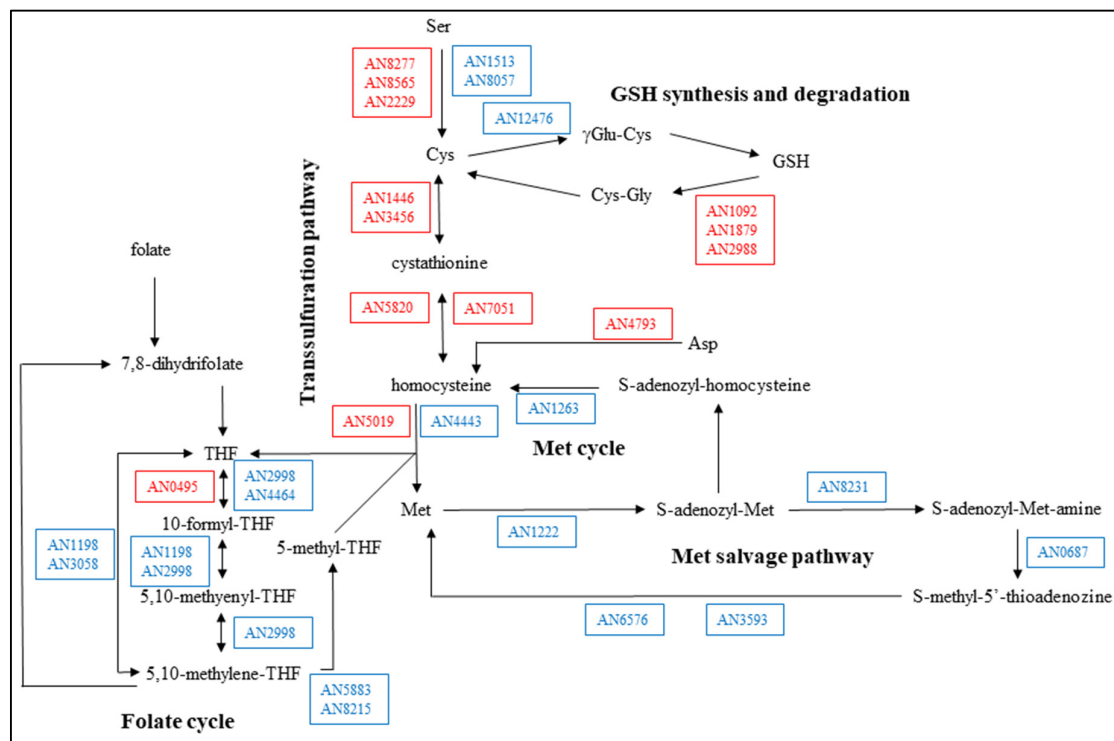 Ser
AN8277
AN8565
AN2229
AN1513
AN8057
GSH synthesis and degradation
AN12476
γGlu-Cys
Cys
GSH
Cys-Gly
Transsulfuration pathway
AN1446
AN3456
AN1092
AN1879
AN2988
folate
cystathionine
AN5820
AN7051
AN4793
Asp
7,8-dihydrifolate
homocysteine
S-adenozyl-homocysteine
AN1263
AN5019
AN4443
Met cycle
THF
AN0495
AN2998
AN4464
Met
AN1222
S-adenozyl-Met
AN8231
S-adenozyl-Met-amine
10-formyl-THF
5-methyl-THF
Met salvage pathway
AN0687
AN1198
AN3058
AN1198
AN2998
5,10-methyenyl-THF
S-methyl-5’-thioadenozine
AN6576
AN3593
AN2998
5,10-methylene-THF
AN5883
AN8215
Folate cycle